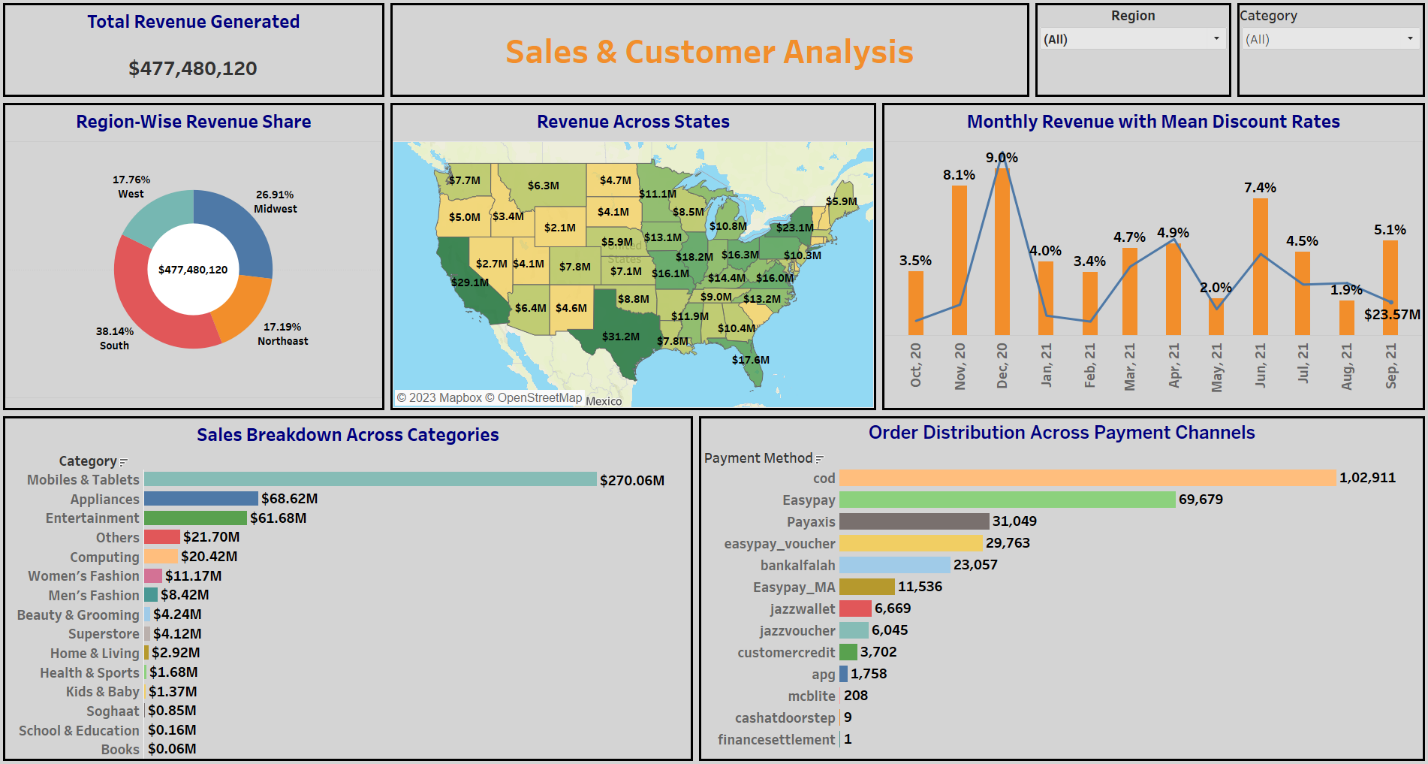 Total Revenue Generated
$477,480,120
Sales & Customer Analysis
Region
(All)
Category
(All)
Region-Wise Revenue Share
17.76%
West
26.91%
Midwest
$477,480,120
38.14%
South
17.19%
Northeast
Revenue Across States
$7.7M
$6.3M
$4.7M
$11.1M
$5.9M
$5.0M
$3.4M
$4.1M
$8.5M
$10.8M
$23.1M
$2.1M
$5.9M
$13.1M
$18.2M
$16.3M
$10.3M
$2.7M
$4.1M
$7.8M
$7.1M
$16.1M
$14.4M
$16.0M
$29.1M
$6.4M
$4.6M
$8.8M
$9.0M
$13.2M
$11.9M
$10.4M
$31.2M
$7.8M
$17.6M
United
States
© 2023 Mapbox © OpenStreetMap
Mexico
Monthly Revenue with Mean Discount Rates
3.5%
8.1%
9.0%
4.0%
3.4%
4.7%
4.9%
2.0%
7.4%
4.5%
1.9%
5.1%
$23.57M
Oct, 20
Nov, 20
Dec, 20
Jan, 21
Feb, 21
Mar, 21
Apr, 21
May, 21
Jun, 21
Jul, 21
Aug, 21
Sep, 21
Sales Breakdown Across Categories
Category
Mobiles & Tablets $270.06M
Appliances $68.62M
Entertainment $61.68M
Others $21.70M
Computing $20.42M
Women's Fashion $11.17M
Men's Fashion $8.42M
Beauty & Grooming $4.24M
Superstore $4.12M
Home & Living $2.92M
Health & Sports $1.68M
Kids & Baby $1.37M
Soghaat $0.85M
School & Education $0.16M
Books $0.06M
Order Distribution Across Payment Channels
Payment Method
cod 1,02,911
Easypay 69,679
Payaxis 31,049
easypay_voucher 29,763
bankalfalah 23,057
Easypay_MA 11,536
jazzwallet 6,669
jazzvoucher 6,045
customercredit 3,702
apg 1,758
mcblite 208
cashatdoorstep 9
financesettlement 1